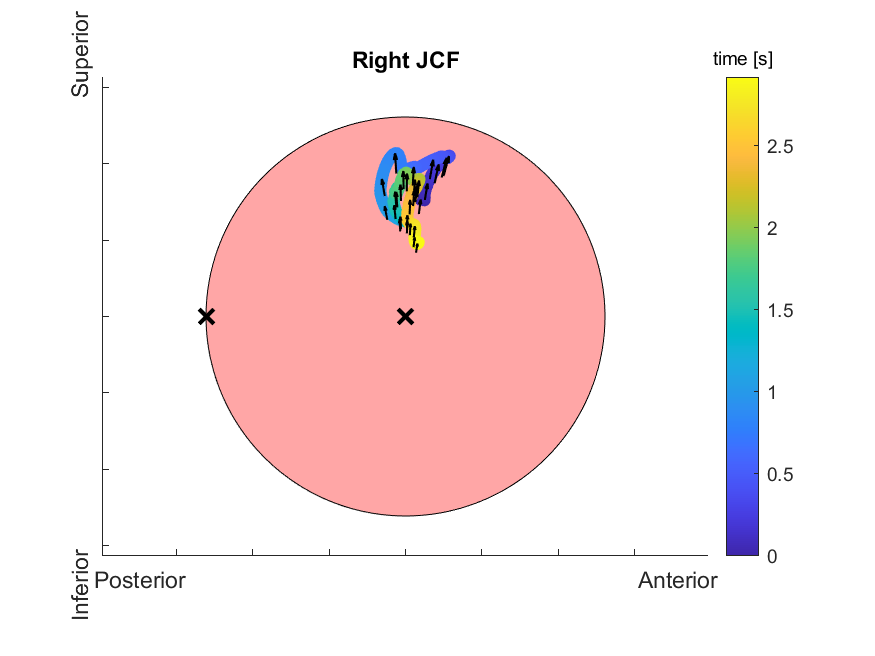 Right JCF
time [s]
Superior
Inferior
Posterior
Anterior
2.5
2
1.5
1
0.5
0